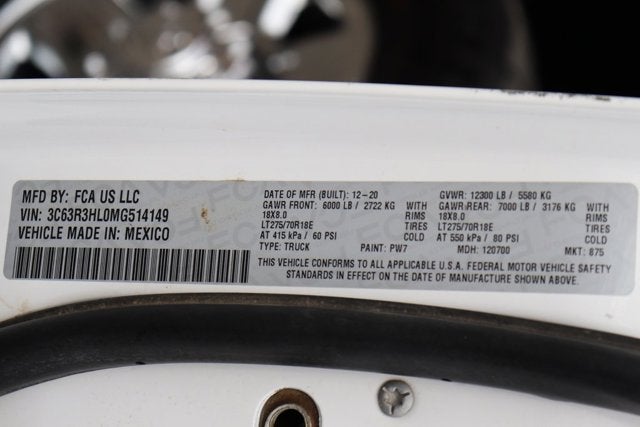 MFD BY: FCA US LLC
VIN: 3C63R3HL0MG514149
VEHICLE MADE IN: MEXICO
DATE OF MFR (BUILT): 12-20 GVWR: 12300 LB / 5580 KG
GAWR FRONT: 6000 LB / 2722 KG WITH GAWR REAR: 7000 LB / 3176 KG WITH
18X8.0 RIMS 18X8.0 RIMS
LT275/70R18E TIRES LT275/70R18E TIRES
AT 415 kPa / 60 PSI COLD AT 550 kPa / 80 PSI COLD
TYPE: TRUCK PAINT: PW7 MDH: 120700 MKT: 875
THIS VEHICLE CONFORMS TO ALL APPLICABLE U.S.A. FEDERAL MOTOR VEHICLE SAFETY
STANDARDS IN EFFECT ON THE DATE OF MANUFACTURE SHOWN ABOVE.